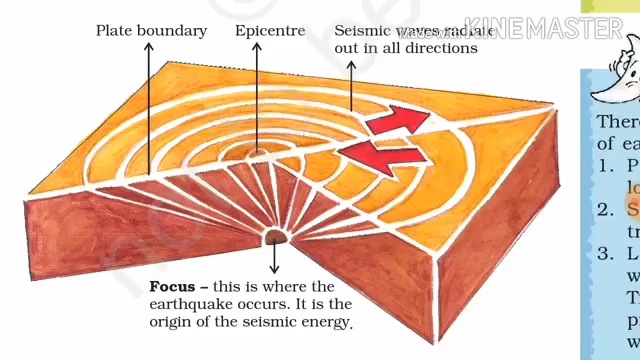 Plate boundary
Epicentre
Seismic waves radiate
out in all directions
KINEMASTER
Focus – this is where the
earthquake occurs. It is the
origin of the seismic energy.
There
of ea
1. P
lo
2. S
tr
3. L
w
T
p
w